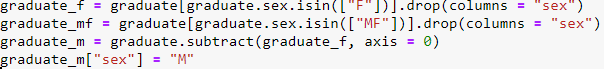 graduate_f = graduate[graduate.sex.isin(["F"])].drop(columns = "sex")
graduate_mf = graduate[graduate.sex.isin(["MF"])].drop(columns = "sex")
graduate_m = graduate.subtract(graduate_f, axis = 0)
graduate_m["sex"] = "M"